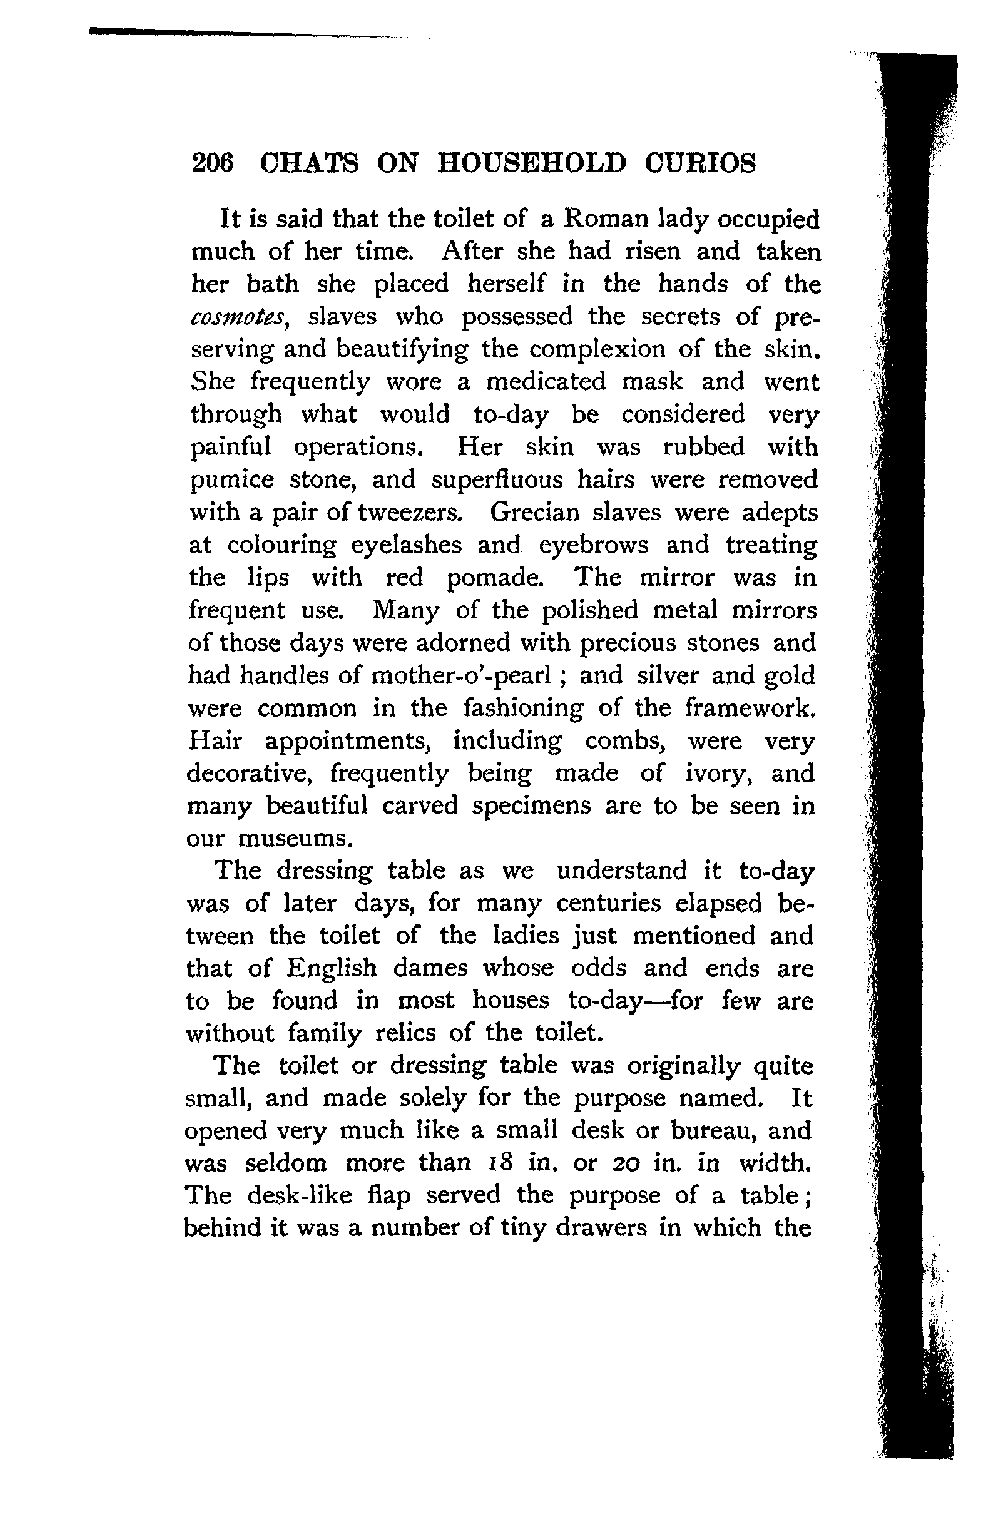 206 CHATS ON HOUSEHOLD CURIOS
It is said that the toilet of a Roman lady occupied
much of her time. After she had risen and taken
her bath she placed herself in the hands of the
cosmotes, slaves who possessed the secrets of pre-
serving and beautifying the complexion of the skin.
She frequently wore a medicated mask and went
through what would to-day be considered very
painful operations. Her skin was rubbed with
pumice stone, and superfluous hairs were removed
with a pair of tweezers. Grecian slaves were adepts
at colouring eyelashes and eyebrows and treating
the lips with red pomade. The mirror was in
frequent use. Many of the polished metal mirrors
of those days were adorned with precious stones and
had handles of mother-o'-pearl ; and silver and gold
were common in the fashioning of the framework.
Hair appointments, including combs, were very
decorative, frequently being made of ivory, and
many beautiful carved specimens are to be seen in
our museums.
The dressing table as we understand it to-day
was of later days, for many centuries elapsed be-
tween the toilet of the ladies just mentioned and
that of English dames whose odds and ends are
to be found in most houses to-day—for few are
without family relics of the toilet.
The toilet or dressing table was originally quite
small, and made solely for the purpose named. It
opened very much like a small desk or bureau, and
was seldom more than 18 in. or 20 in. in width.
The desk-like flap served the purpose of a table ;
behind it was a number of tiny drawers in which the